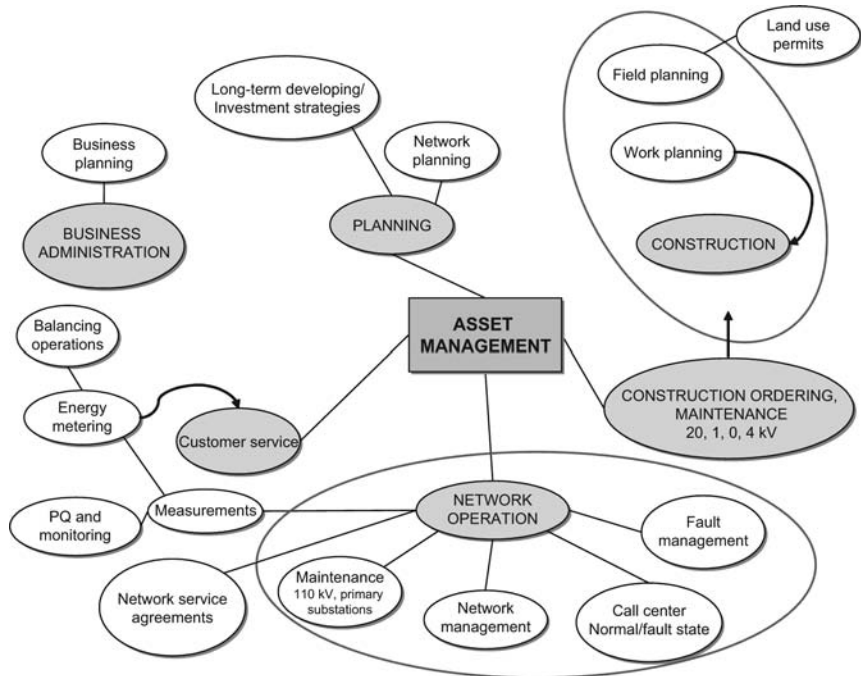 Land use
permits
Field planning
Long-term developing/
Investment strategies
Business
planning
Network
planning
Work planning
PLANNING
BUSINESS
ADMINISTRATION
CONSTRUCTION
ASSET
MANAGEMENT
Balancing
operations
Energy
metering
Customer service
CONSTRUCTION ORDERING,
MAINTENANCE
20, 1, 0, 4 kV
PQ and
monitoring
Measurements
NETWORK
OPERATION
Fault
management
Network service
agreements
Maintenance
110 kV, primary
substations
Network
management
Call center
Normal/fault state